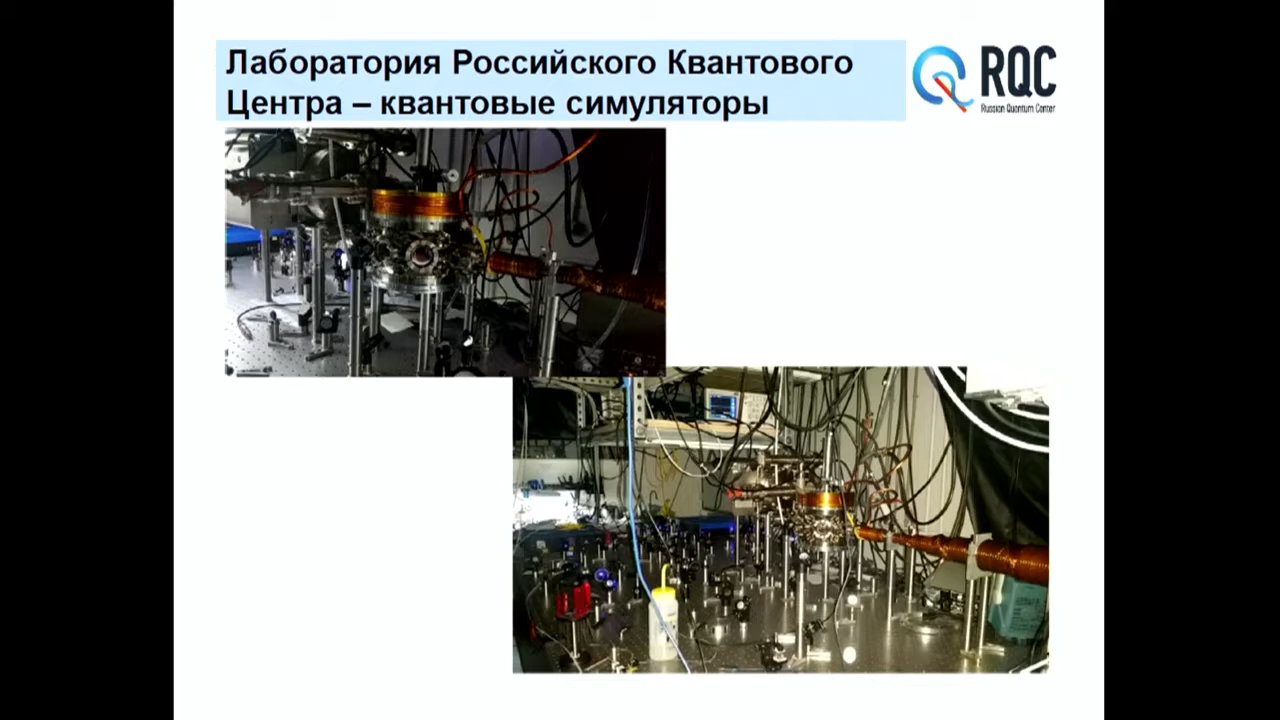 Лаборатория Российского Квантового
Центра – квантовые симуляторы
RQC
Russian Quantum Center